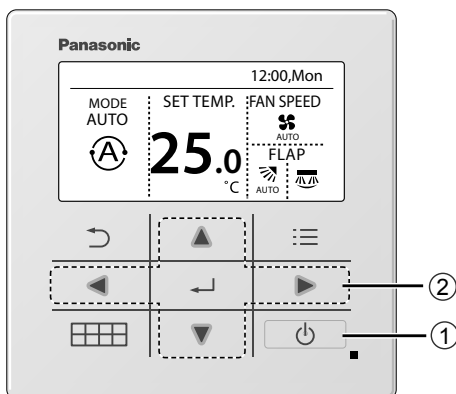 Panasonic
12:00,Mon
MODE
AUTO
A
SET TEMP.
25.0
°C
FAN SPEED
AUTO
FLAP
AUTO
2
1